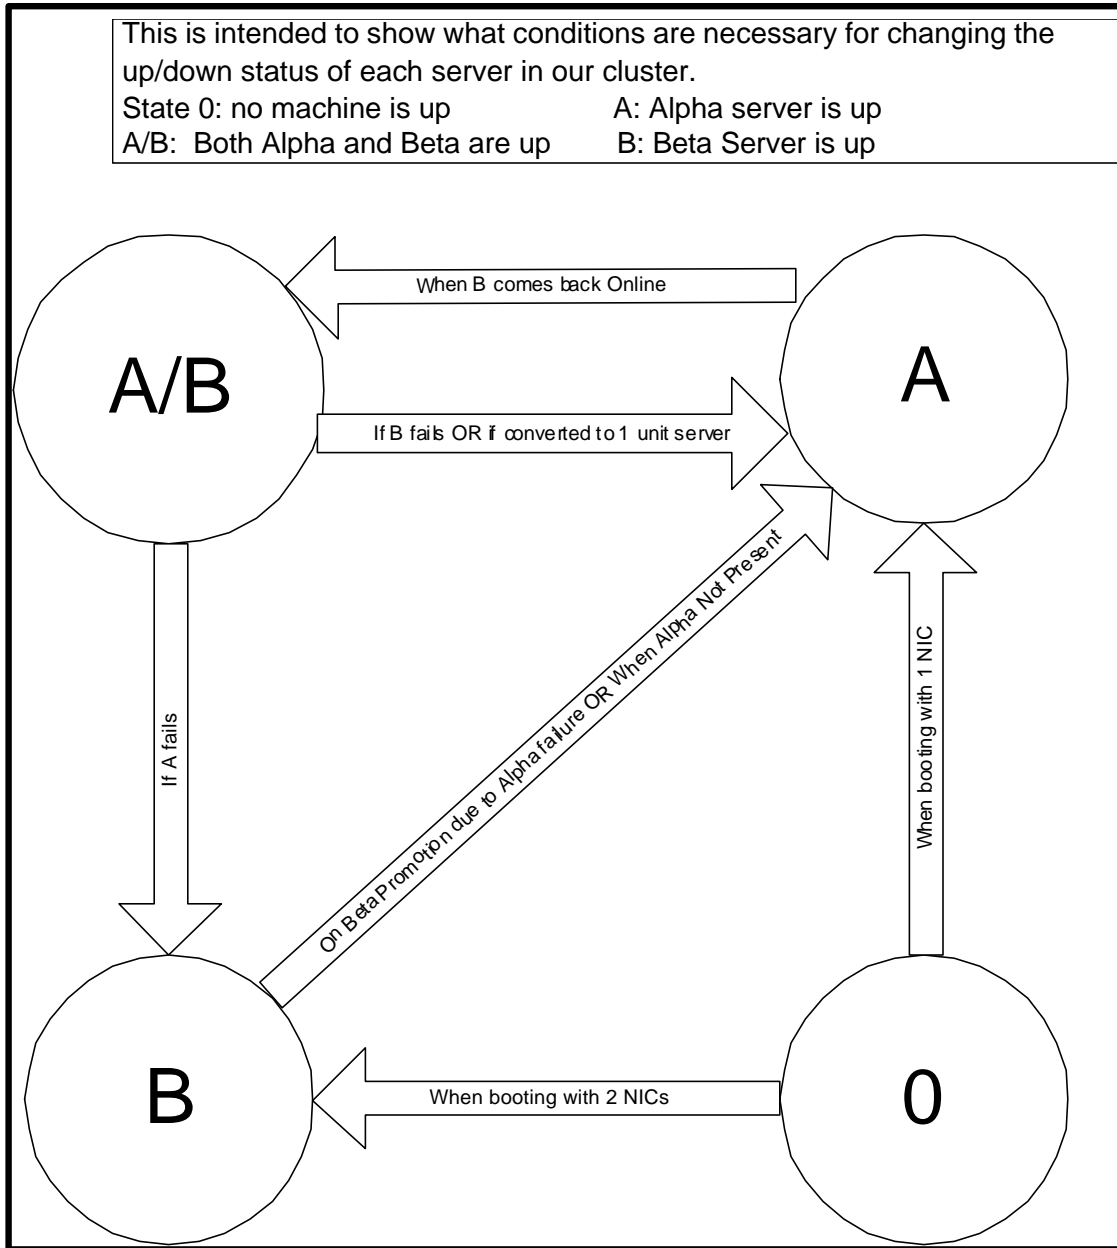 This is intended to show what conditions are necessary for changing the
up/down status of each server in our cluster.
State 0: no machine is up A: Alpha server is up
A/B: Both Alpha and Beta are up B: Beta Server is up
When B comes back Online
A/B
A
If B fails OR if converted to 1 unit server
On Beta Promotion due to Alpha failure OR When Alpha Not Present
When booting with 1 NIC
If A fails
B
When booting with 2 NICs
0